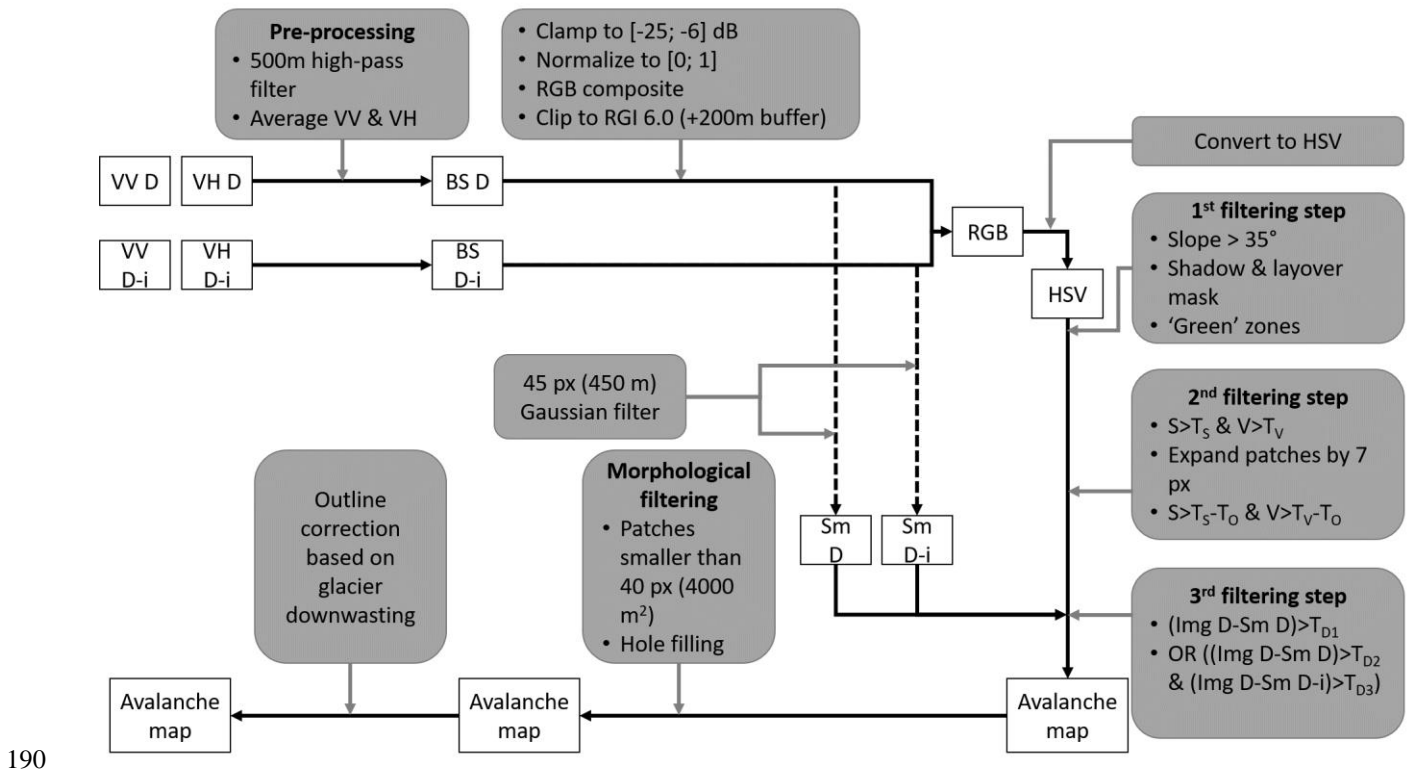 Pre-processing
• 500m high-pass
filter
• Average VV & VH
• Clamp to [-25; -6] dB
• Normalize to [0; 1]
• RGB composite
• Clip to RGI 6.0 (+200m buffer)
Convert to HSV
VV D
VH D
BS D
VV
D-i
VH
D-i
BS
D-i
RGB
HSV
1st filtering step
• Slope > 35°
• Shadow & layover
mask
• ‘Green’ zones
45 px (450 m)
Gaussian filter
2nd filtering step
• S>TS & V>TV
• Expand patches by 7
px
• S>TS-TO & V>TV-TO
Outline
correction
based on
glacier
downwasting
Morphological
filtering
• Patches
smaller than
40 px (4000
m2)
• Hole filling
Sm
D
Sm
D-i
3rd filtering step
• (Img D-Sm D)>TD1
• OR ((Img D-Sm D)>TD2
& (Img D-Sm D-i)>TD3)
Avalanche
map
Avalanche
map
Avalanche
map
190